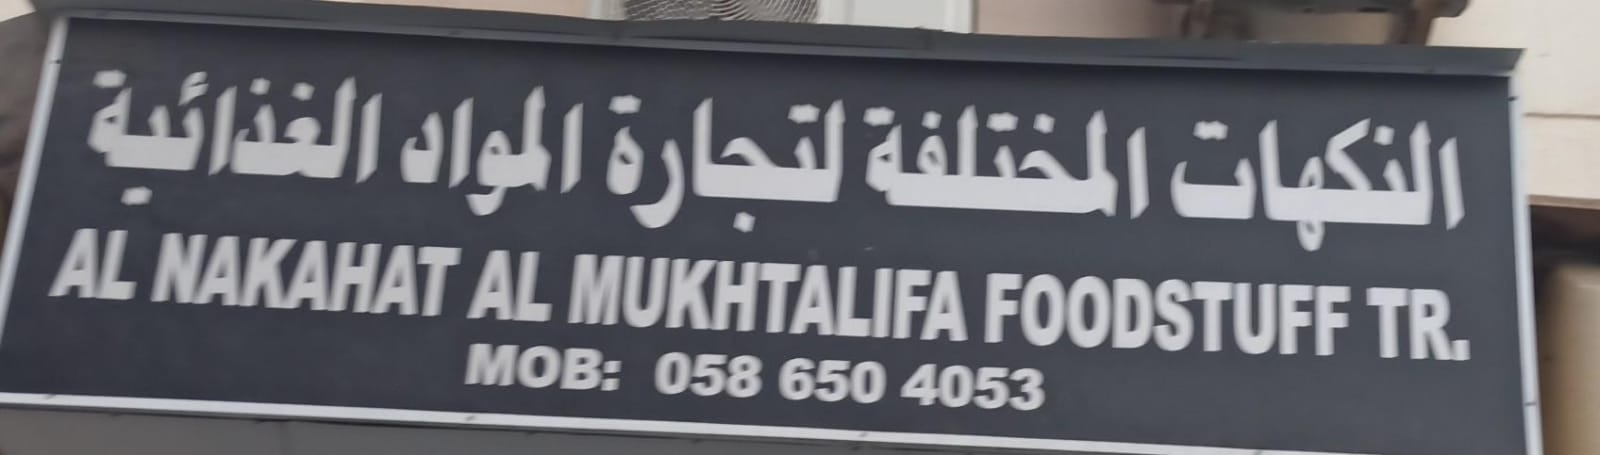 النكهات المختلفة لتجارة المواد الغذائية
AL NAKAHAT AL MUKHTALIFA FOODSTUFF TR.
MOB: 058 650 4053